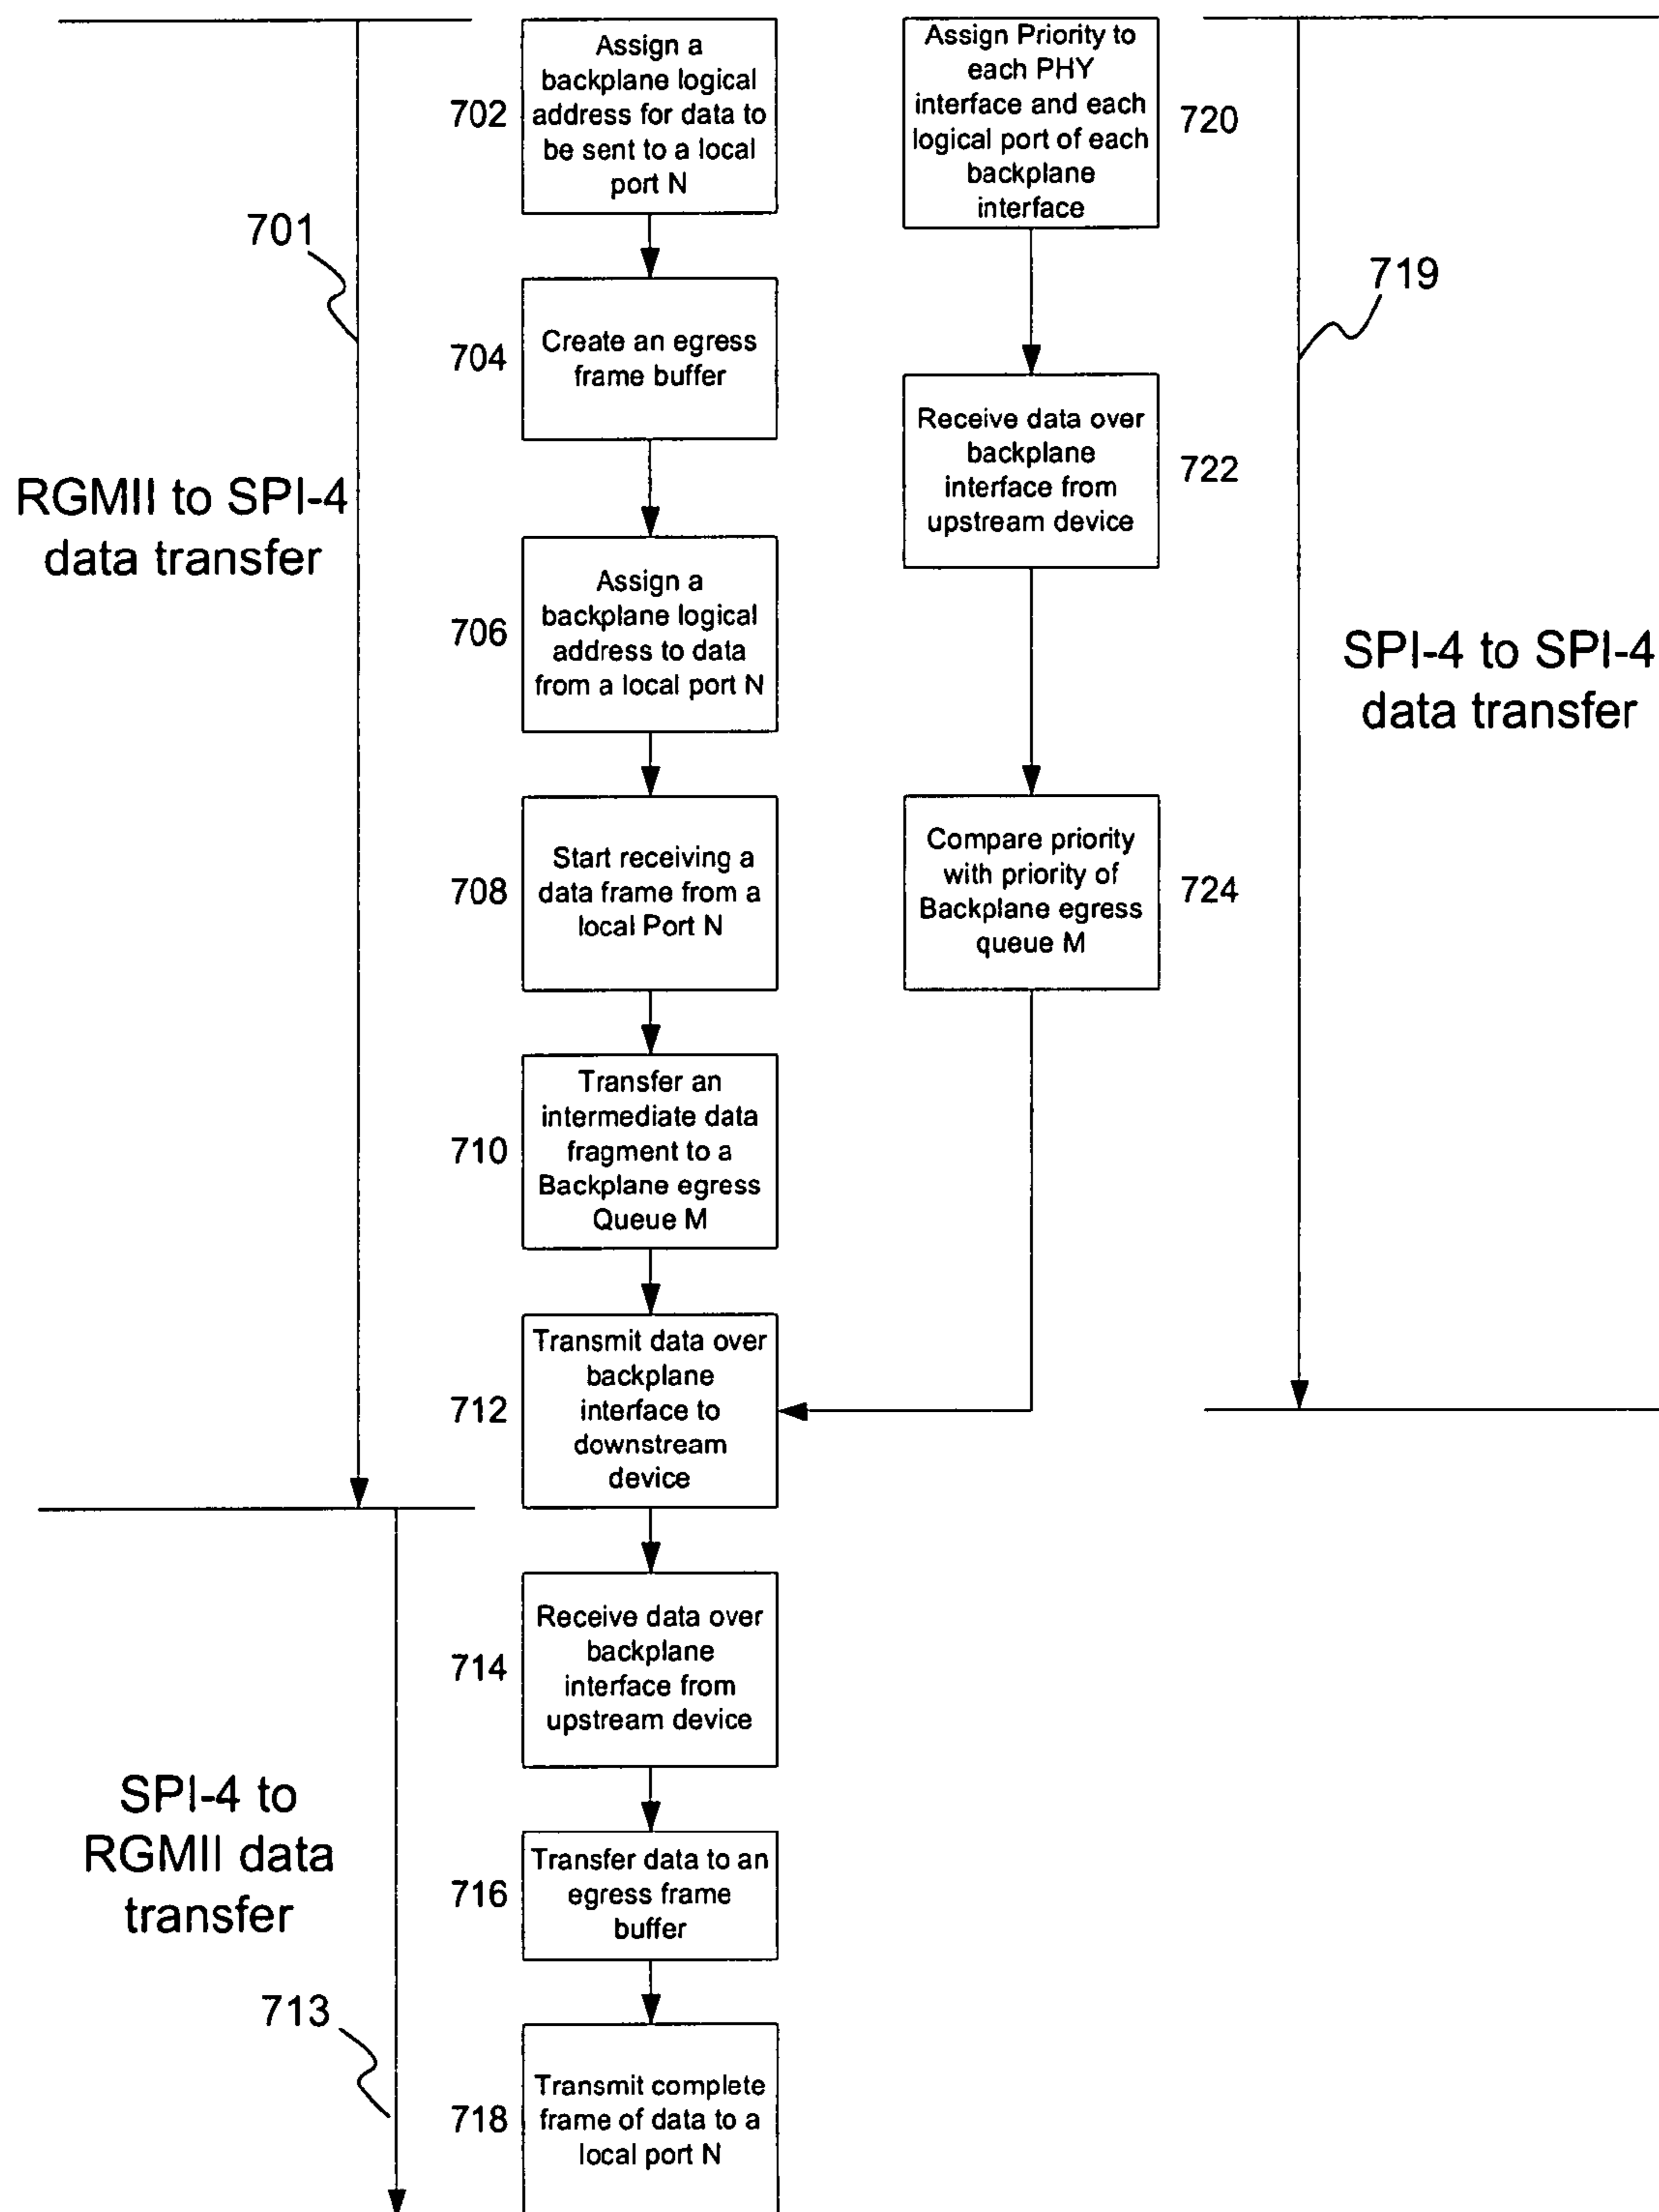 702
Assign a
backplane logical
address for data to
be sent to a local
port N
Assign Priority to
each PHY
interface and each
logical port of each
backplane
interface
720
701
719
704
Create an egress
frame buffer
Receive data over
backplane
interface from
upstream device
722
RGMII to SPI-4
data transfer
706
Assign a
backplane logical
address to data
from a local port N
SPI-4 to SPI-4
data transfer
708
Start receiving a
data frame from a
local Port N
Compare priority
with priority of
Backplane egress
queue M
724
710
Transfer an
intermediate data
fragment to a
Backplane egress
Queue M
712
Transmit data over
backplane
interface to
downstream
device
714
Receive data over
backplane
interface from
upstream device
SPI-4 to
RGMII data
transfer
716
Transfer data to an
egress frame
buffer
713
718
Transmit complete
frame of data to a
local port N